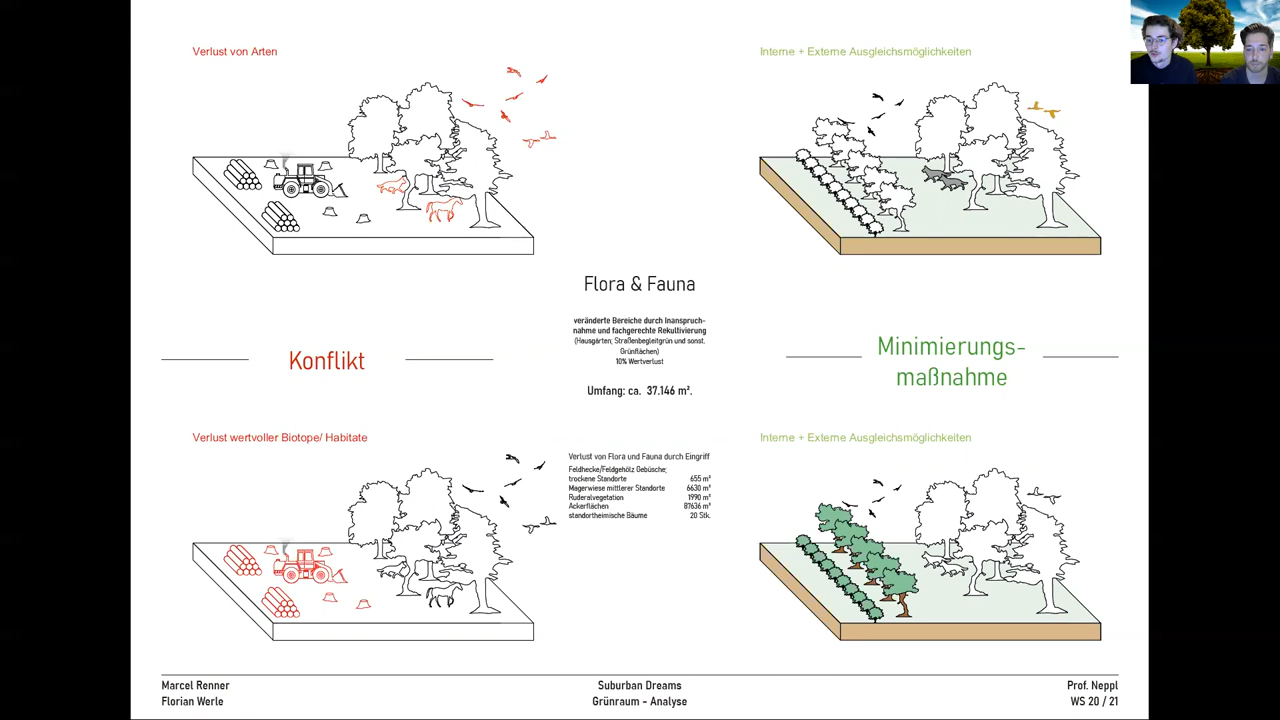 Verlust von Arten
Interne + Externe Ausgleichsmöglichkeiten
Flora & Fauna
veränderte Bereiche durch Inanspruch-
nahme und fachgerechte Rekultivierung
(Hausgärten; Straßenbegleitgrün und sonst.
Grünflächen)
10% Wertverlust
Umfang: ca. 37.146 m².
Konflikt
Minimierungs-
maßnahme
Verlust wertvoller Biotope/ Habitate
Verlust von Flora und Fauna durch Eingriff
Feldhecke/Feldgehölz Gebüsche;
trockene Standorte 655 m²
Magerwiese mittlerer Standorte 6630 m²
Ruderalvegetation 1990 m²
Ackerflächen 87636 m²
standortheimische Bäume 20 Stk.
Interne + Externe Ausgleichsmöglichkeiten
Marcel Renner
Florian Werle
Suburban Dreams
Grünraum - Analyse
Prof. Neppl
WS 20 / 21